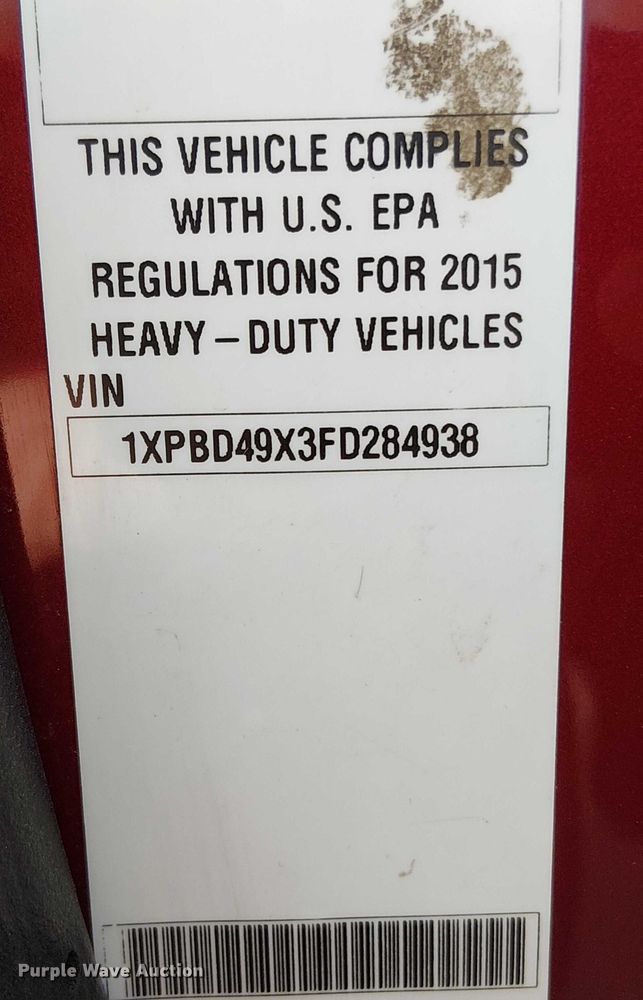 THIS VEHICLE COMPLIES
WITH U.S. EPA
REGULATIONS FOR 2015
HEAVY-DUTY VEHICLES
VIN
1XPBD49X3FD284938
Purple Wave Auction